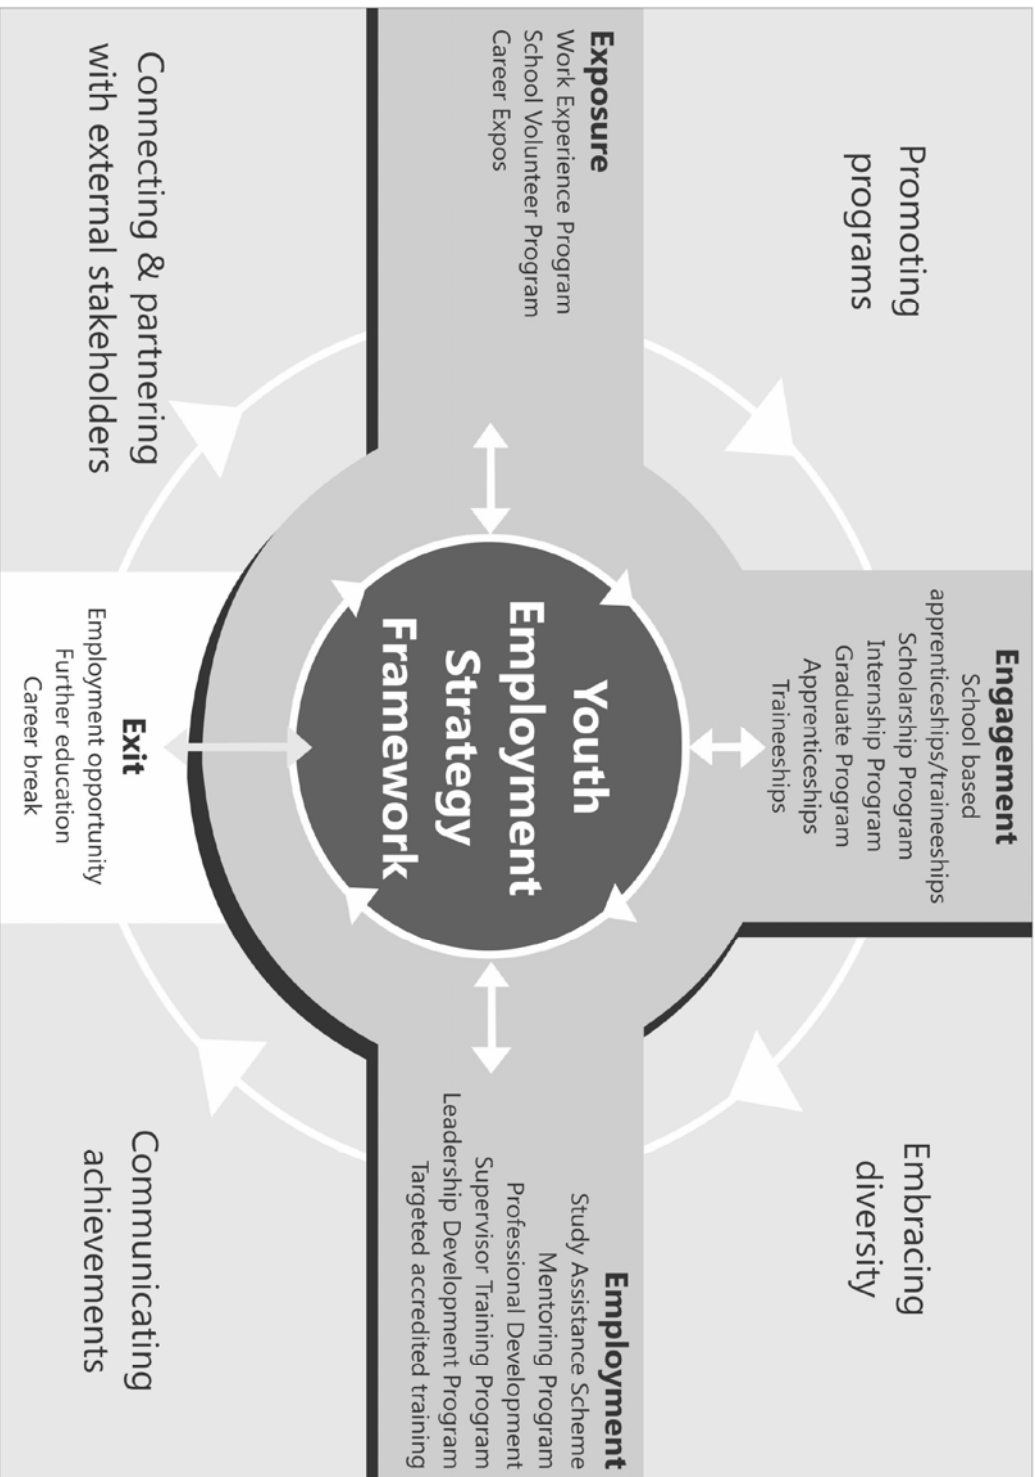 Promoting
programs
Engagement
School based
apprenticeships/traineeships
Scholarship Program
Internship Program
Graduate Program
Apprenticeships
Traineeships
Embracing
diversity
Exposure
Work Experience Program
School Volunteer Program
Career Expos
Youth
Employment
Strategy
Framework
Employment
Study Assistance Scheme
Mentoring Program
Professional Development
Supervisor Training Program
Leadership Development Program
Targeted accredited training
Connecting & partnering
with external stakeholders
Exit
Employment opportunity
Further education
Career break
Communicating
achievements